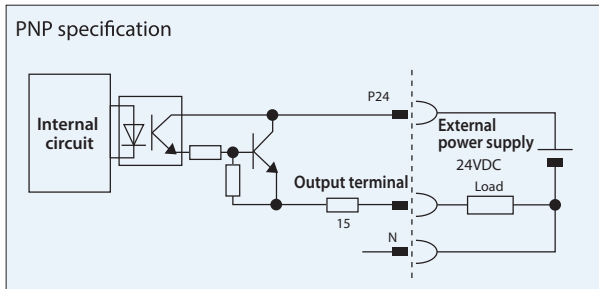 PNP specification
Internal
circuit
P24
External
power supply
24VDC
Output terminal
Load
15
N